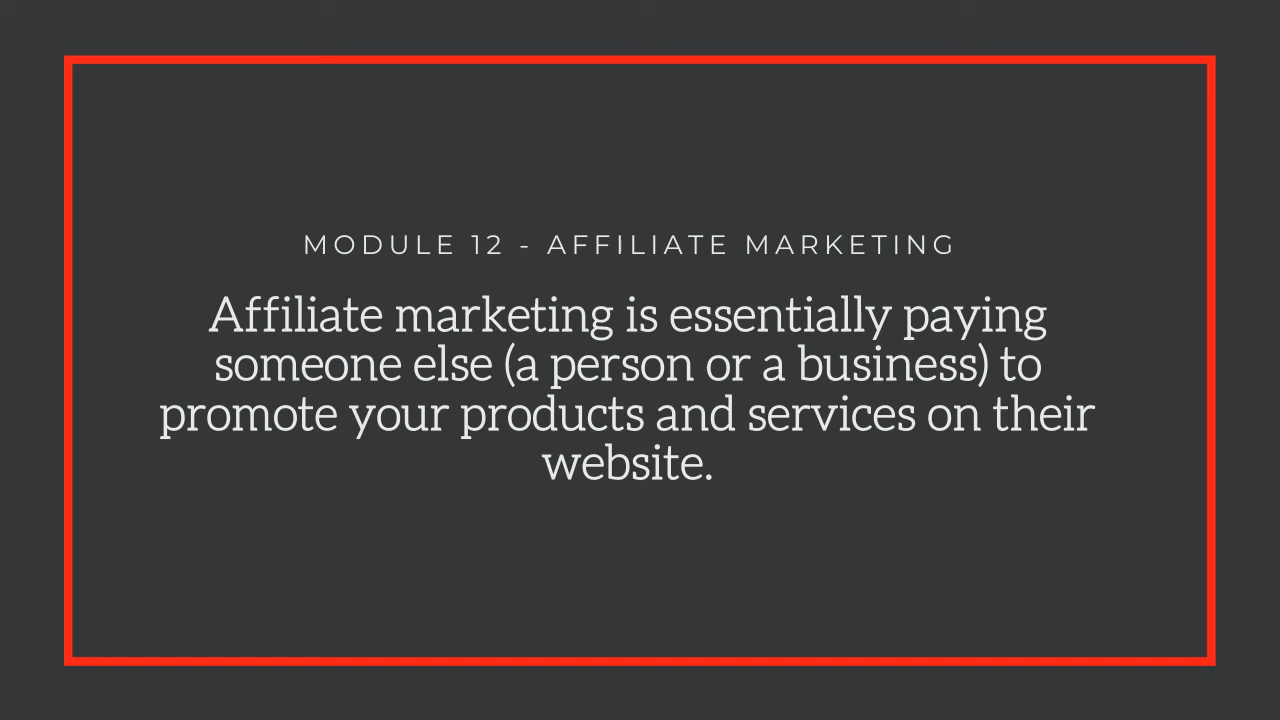 MODULE 12 - AFFILIATE MARKETING
Affiliate marketing is essentially paying
someone else (a person or a business) to
promote your products and services on their
website.